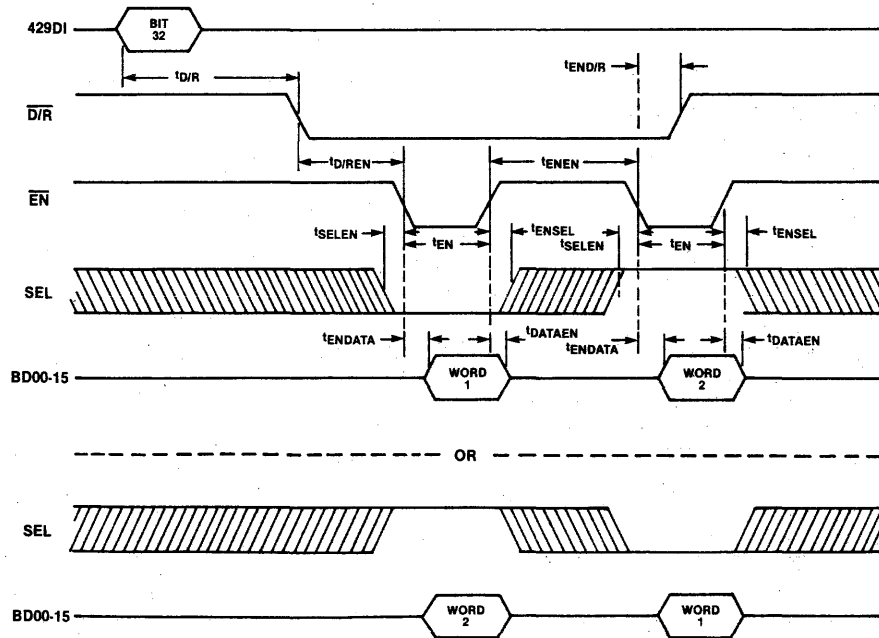 429DI
BIT
32
tD/R
tEND/R
D/R
tD/REN
tENEN
EN
tSELEN
tEN
tENSEL
tSELEN
tEN
tENSEL
SEL
tENDATA
tDATAEN
tENDATA
tDATAEN
BD00-15
WORD
1
WORD
2
OR
SEL
BD00-15
WORD
2
WORD
1